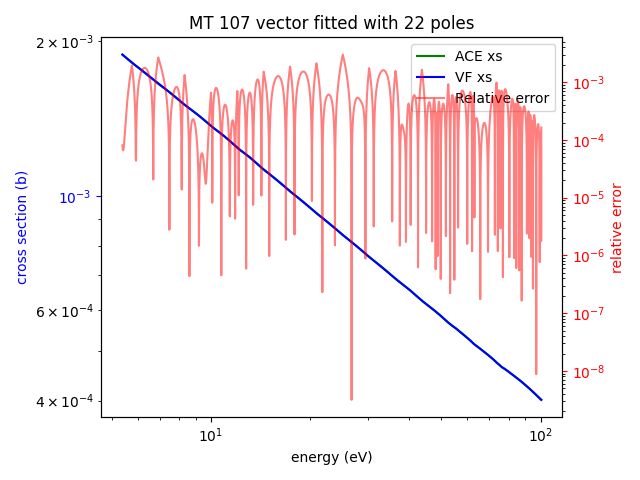 MT 107 vector fitted with 22 poles
ACE xs
VF xs
Relative error
2 × 10⁻³
10⁻³
6 × 10⁻⁴
4 × 10⁻⁴
cross section (b)
10⁻³
10⁻⁴
10⁻⁵
10⁻⁶
10⁻⁷
10⁻⁸
relative error
10¹
10²
energy (eV)